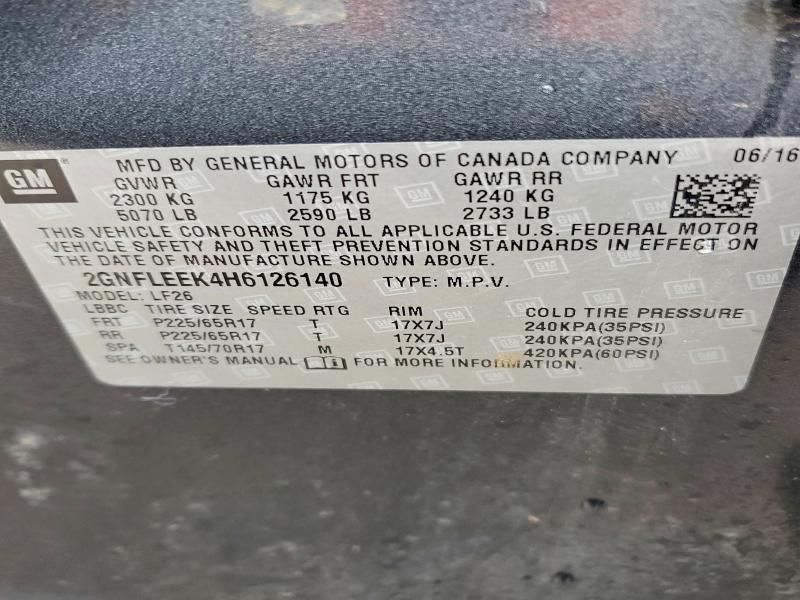 GM ® MFD BY GENERAL MOTORS OF CANADA COMPANY 06/16
GVWR GAWR FRT GAWR RR
2300 KG 1175 KG 1240 KG
5070 LB 2590 LB 2733 LB
THIS VEHICLE CONFORMS TO ALL APPLICABLE U.S. FEDERAL MOTOR
VEHICLE SAFETY AND THEFT PREVENTION STANDARDS IN EFFECT ON
THE DATE OF MANUFACTURE SHOWN ABOVE.
2GNFLEEK4H6126140 TYPE: M.P.V.
MODEL: LF26
LBBC TIRE SIZE SPEED RTG RIM COLD TIRE PRESSURE
FRT P225/65R17 T 17X7J 240KPA(35PSI)
RR P225/65R17 T 17X7J 240KPA(35PSI)
SPA T145/70R17 M 17X4.5T 420KPA(60PSI)
SEE OWNER'S MANUAL FOR MORE INFORMATION.